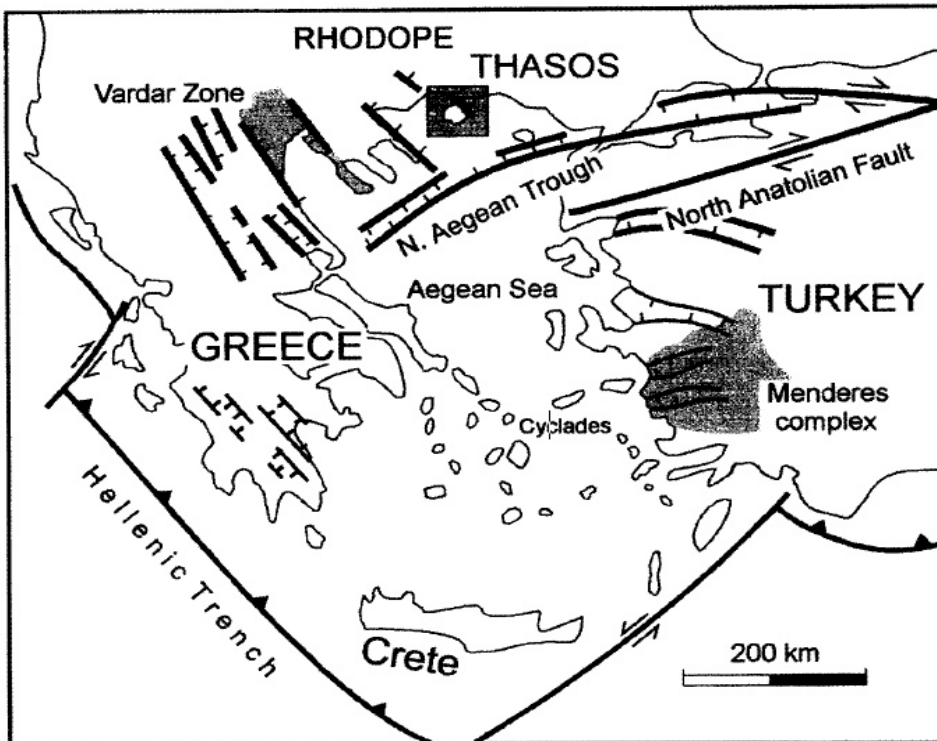 RHODOPE
THASOS
Vardar Zone
N. Aegean Trough
North Anatolian Fault
Aegean Sea
TURKEY
GREECE
Menderes
complex
Cyclades
Hellenic Trench
Crete
200 km